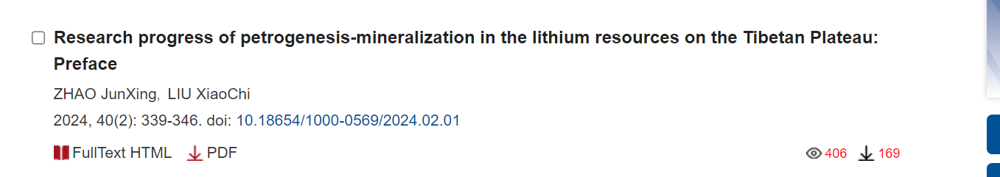 Research progress of petrogenesis-mineralization in the lithium resources on the Tibetan Plateau:
Preface
ZHAO JunXing, LIU XiaoChi
2024, 40(2): 339-346. doi: 10.18654/1000-0569/2024.02.01
FullText HTML PDF 406 169